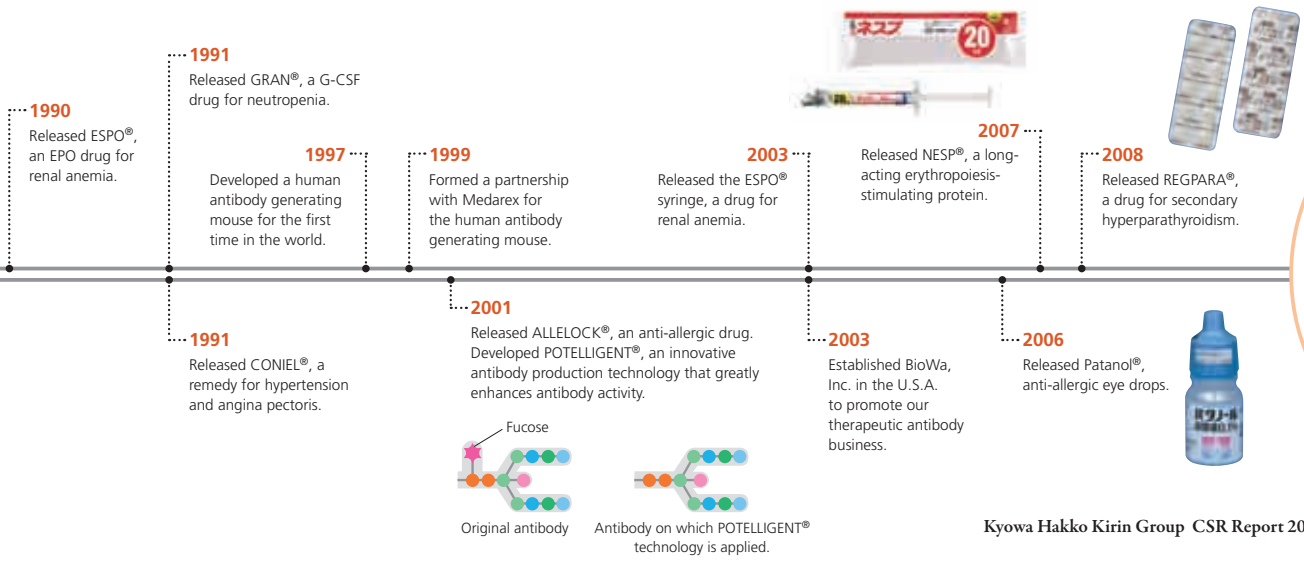 1991
Released GRAN®, a G-CSF
drug for neutropenia.
1990
Released ESPO®,
an EPO drug for
renal anemia.
1997
Developed a human
antibody generating
mouse for the first
time in the world.
1999
Formed a partnership
with Medarex for
the human antibody
generating mouse.
2003
Released the ESPO®
syringe, a drug for
renal anemia.
ネスプ
20
2007
Released NESP®, a long-
acting erythropoiesis-
stimulating protein.
2008
Released REGPARA®,
a drug for secondary
hyperparathyroidism.
1991
Released CONIEL®, a
remedy for hypertension
and angina pectoris.
2001
Released ALLELOCK®, an anti-allergic drug.
Developed POTELLIGENT®, an innovative
antibody production technology that greatly
enhances antibody activity.
Fucose
Original antibody
Antibody on which POTELLIGENT®
technology is applied.
2003
Established BioWa,
Inc. in the U.S.A.
to promote our
therapeutic antibody
business.
2006
Released Patanol®,
anti-allergic eye drops.
パタノール
Kyowa Hakko Kirin Group CSR Report 20